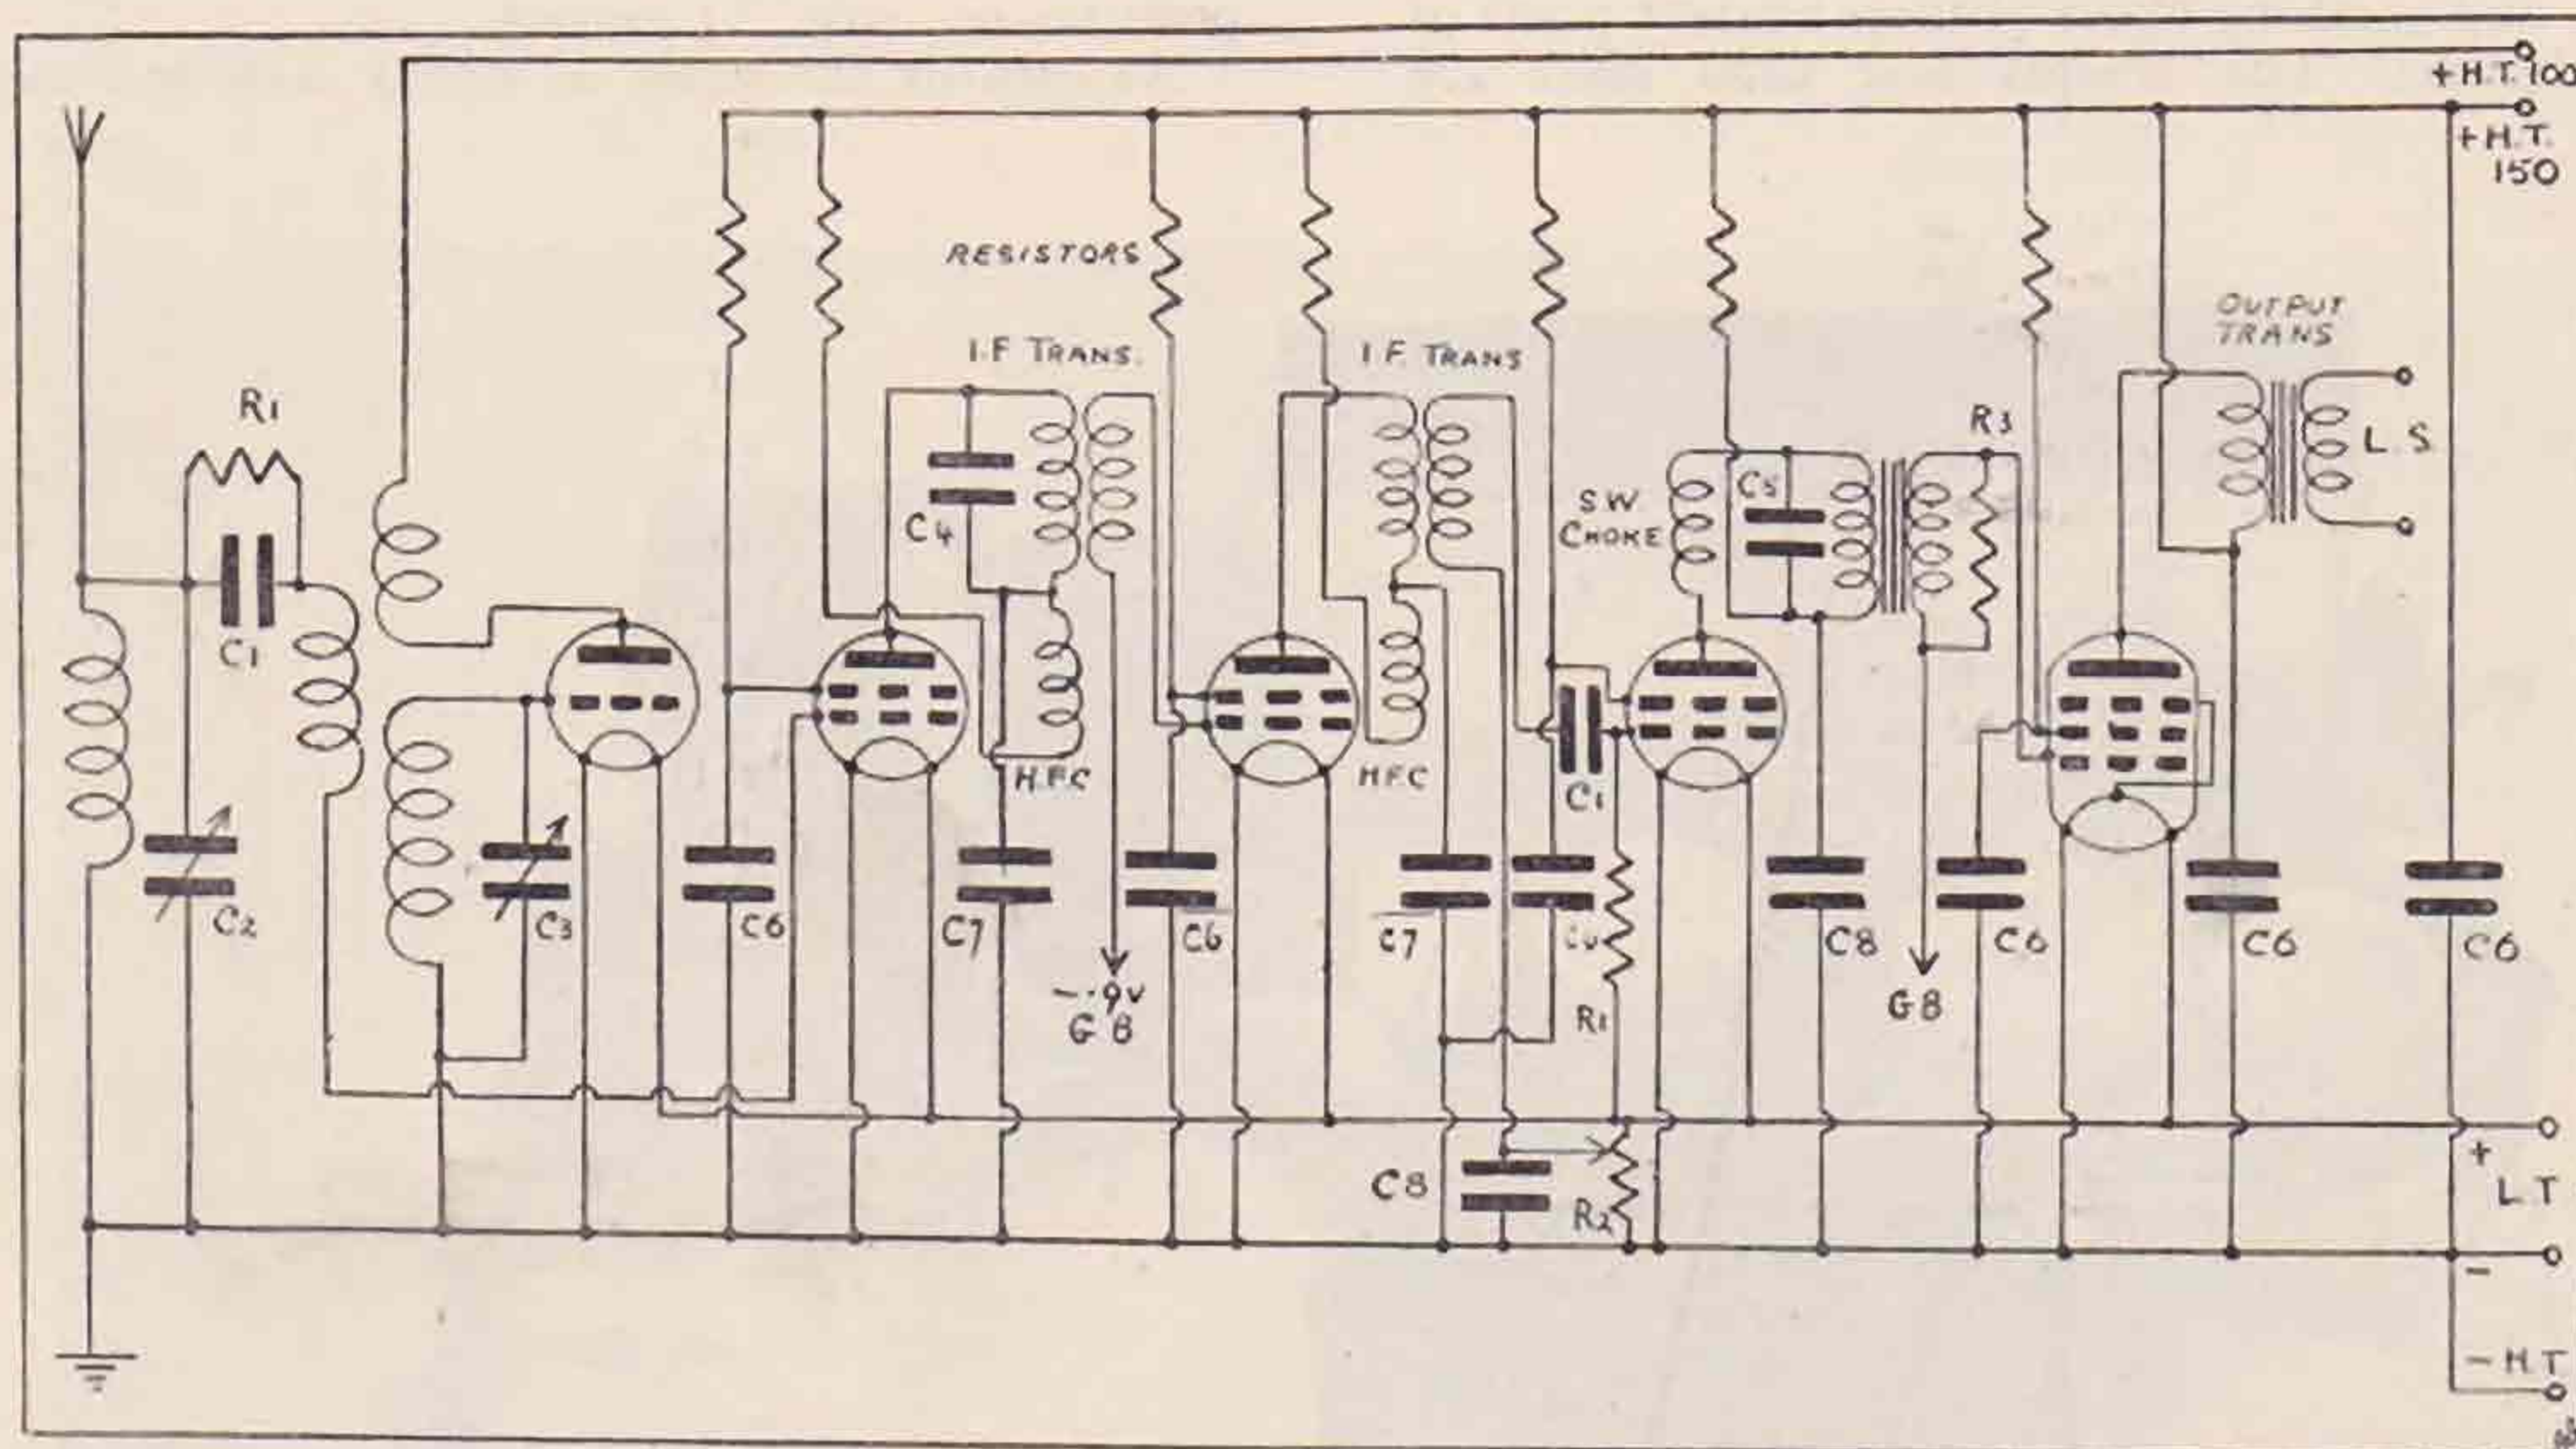 + H.T. 100
+ H.T.
150
RESISTORS
OUTPUT
TRANS
I.F TRANS.
I F. TRANS
R1
R3
L. S
C4
C5
S W.
CHOKE
C1
H.F.C
HFC
C1
C2
C3
C6
C7
C6
C7
C8
C6
C6
C6
- .9v
G B
R1
G B
+
L.T
-
C8
R2
- H.T